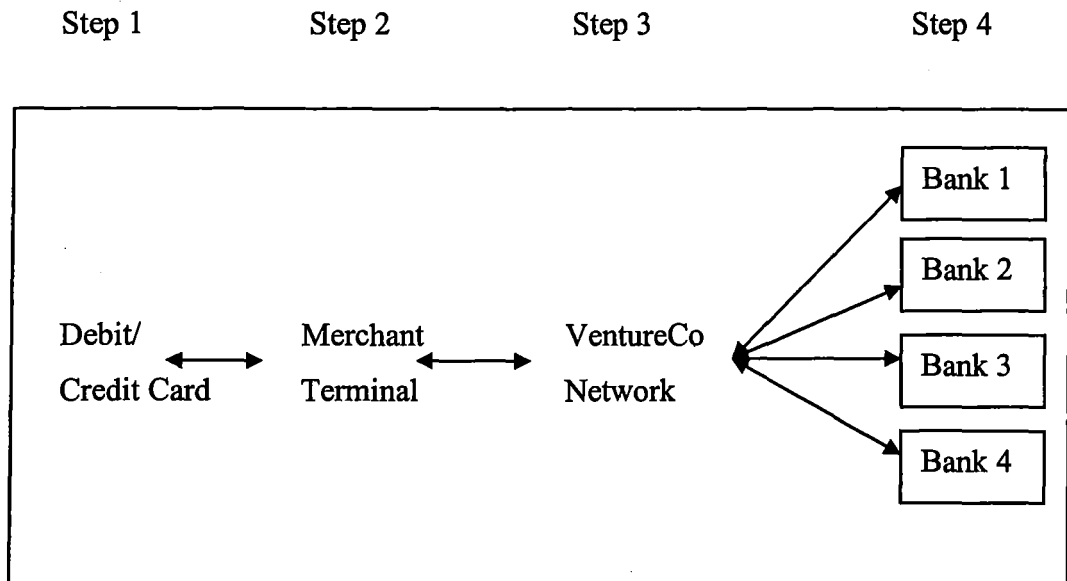 Step 1 Step 2 Step 3 Step 4
Bank 1
Bank 2
Debit/ Merchant VentureCo
Bank 3
Credit Card Terminal Network
Bank 4